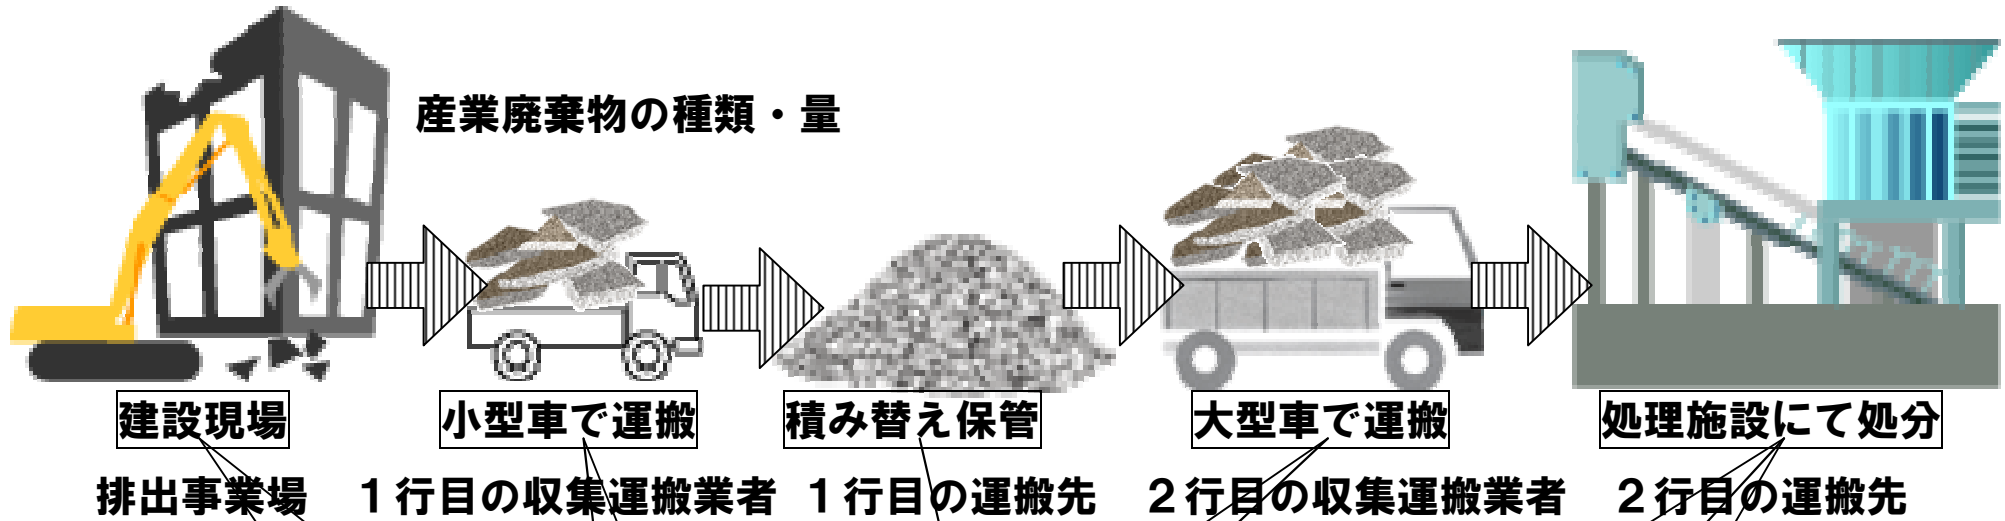 産業廃棄物の種類・量
建設現場
小型車で運搬
積み替え保管
大型車で運搬
処理施設にて処分
排出事業場
１行目の収集運搬業者
１行目の運搬先
２行目の収集運搬業者
２行目の運搬先